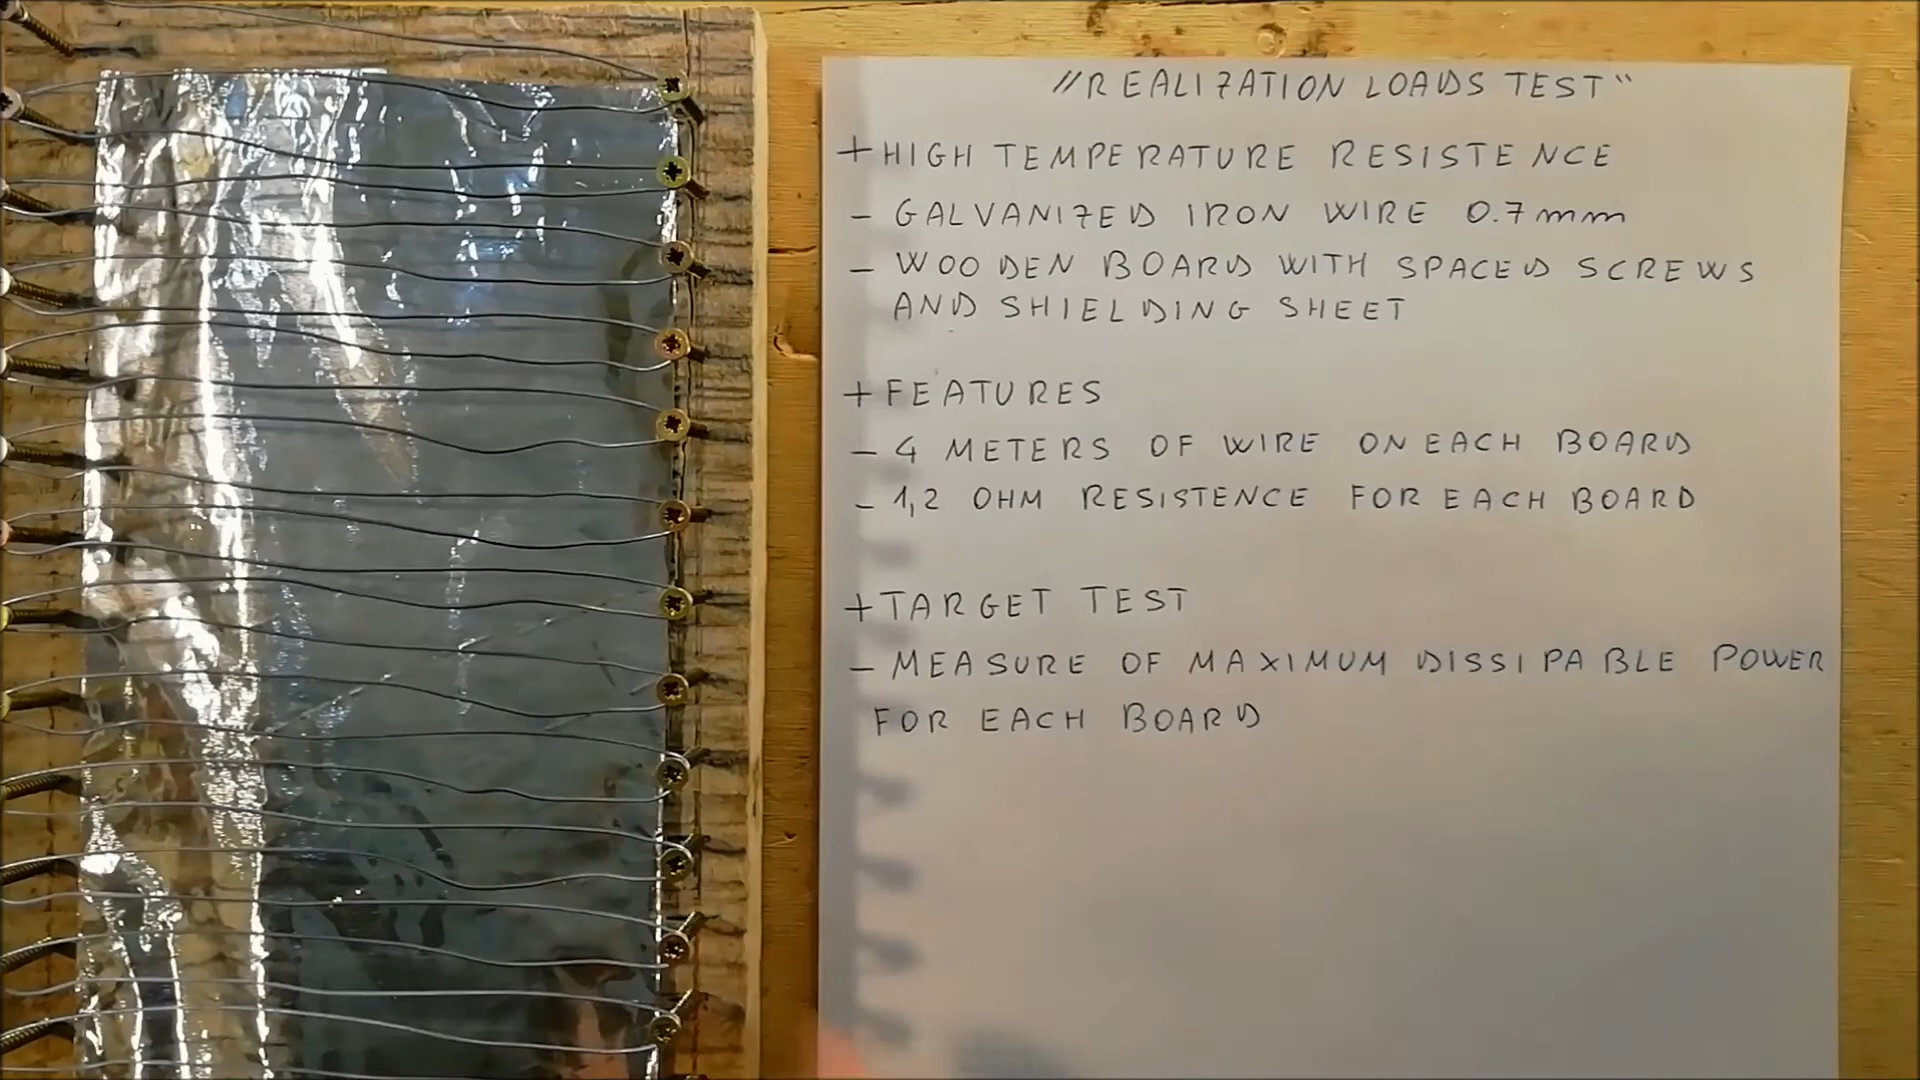 "REALIZATION LOADS TEST"
+ HIGH TEMPERATURE RESISTENCE
- GALVANIZED IRON WIRE 0.7mm
- WOODEN BOARD WITH SPACED SCREWS
AND SHIELDING SHEET
+ FEATURES
- 4 METERS OF WIRE ON EACH BOARD
- 1,2 OHM RESISTENCE FOR EACH BOARD
+ TARGET TEST
- MEASURE OF MAXIMUM DISSIPABLE POWER
FOR EACH BOARD